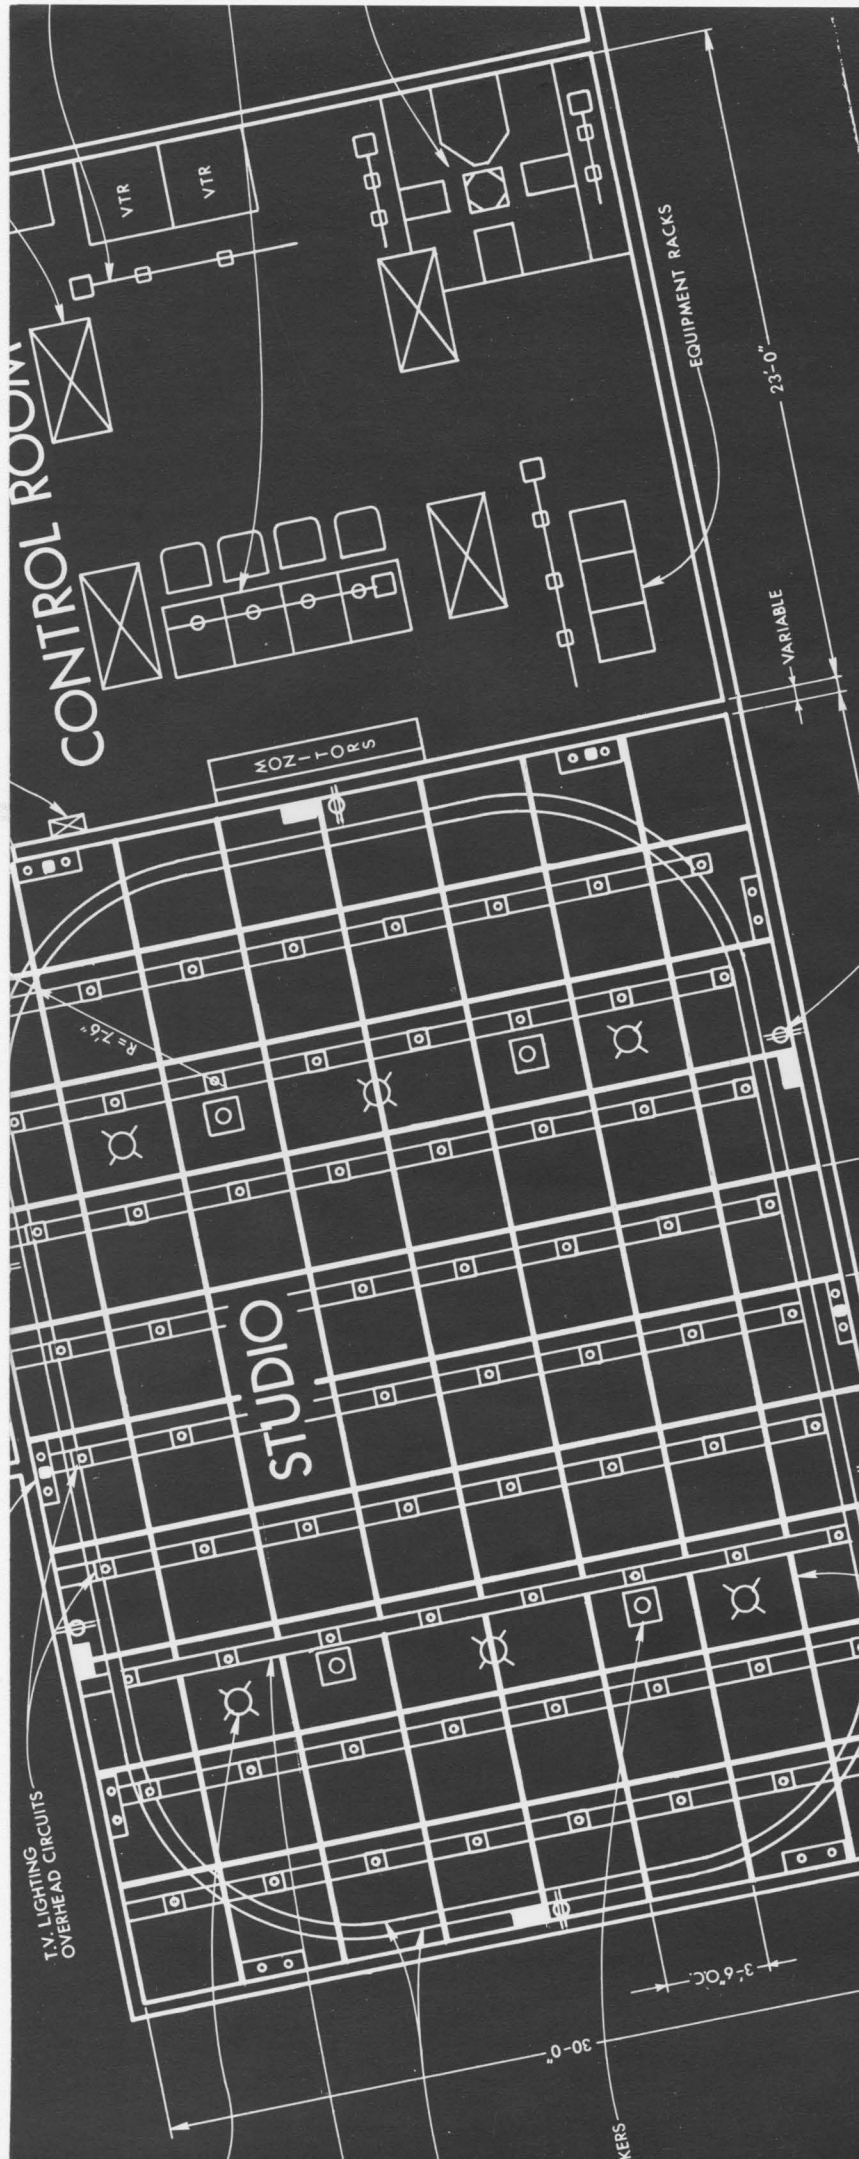 VTR
VTR
EQUIPMENT RACKS
23'-0"
CONTROL ROOM
VARIABLE
MONITORS
R=7'-6"
STUDIO
T.V. LIGHTING
OVERHEAD CIRCUITS
3'-6" O.C.
30'-0"
KERS